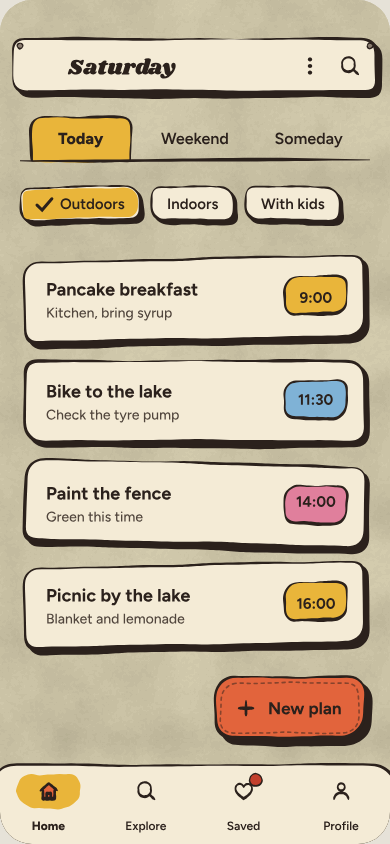 Saturday
Today Weekend Someday
Outdoors Indoors With kids
Pancake breakfast
Kitchen, bring syrup
9:00
Bike to the lake
Check the tyre pump
11:30
Paint the fence
Green this time
14:00
Picnic by the lake
Blanket and lemonade
16:00
New plan
Home Explore Saved Profile